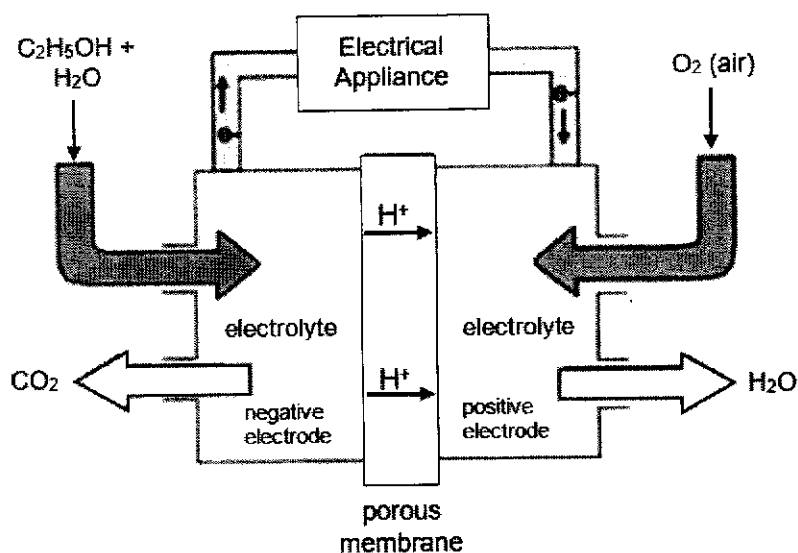 C2H5OH +
H2O
Electrical
Appliance
O2 (air)
H+
electrolyte
electrolyte
H+
CO2
H2O
negative
electrode
positive
electrode
porous
membrane